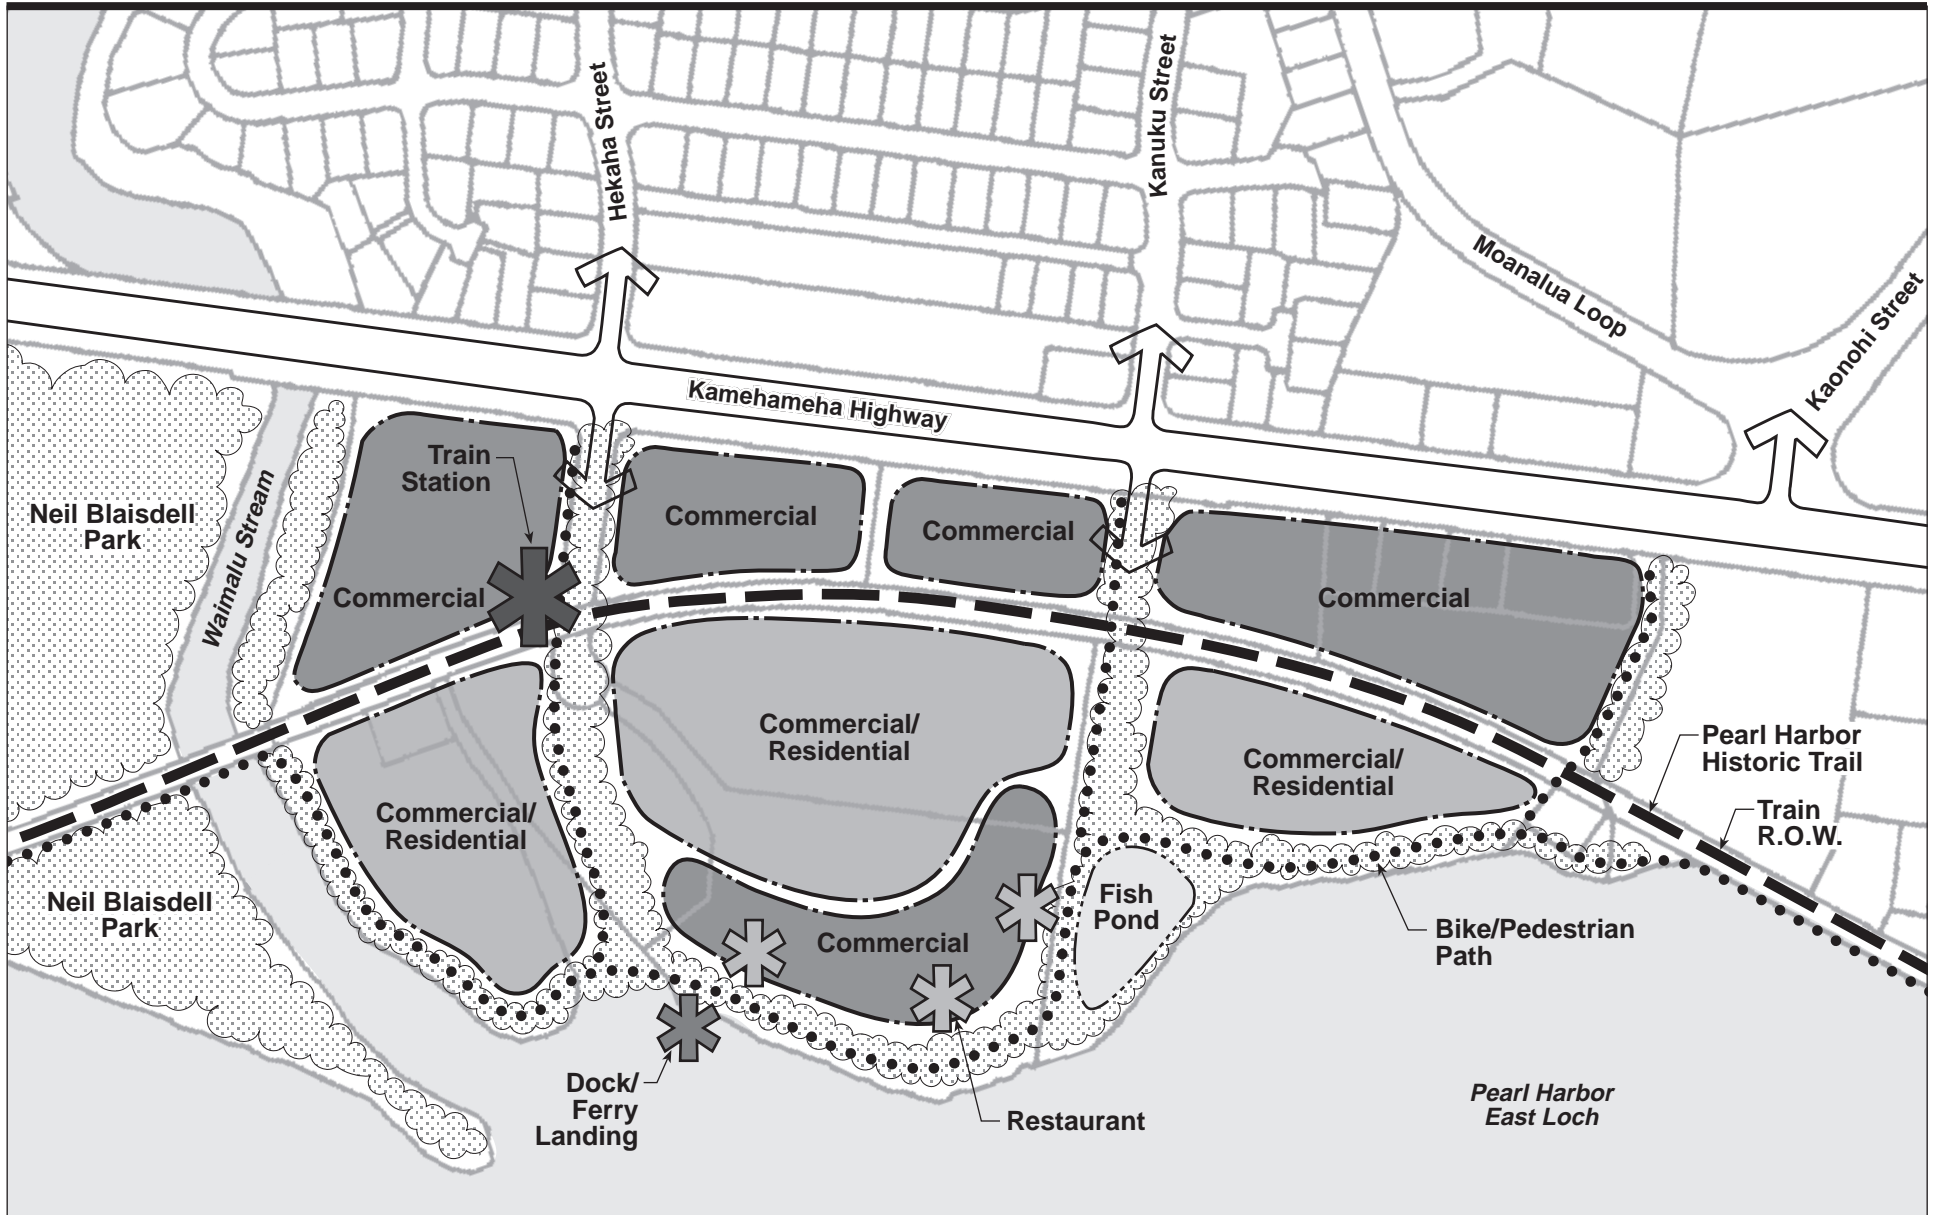 Hekaha Street
Kanuku Street
Moanalua Loop
Kaonohi Street
Kamehameha Highway
Train
Station
Neil Blaisdell
Park
Waimalu Stream
Commercial
Commercial
Commercial
Commercial
Commercial/
Residential
Commercial/
Residential
Commercial/
Residential
Pearl Harbor
Historic Trail
Train
R.O.W.
Neil Blaisdell
Park
Fish
Pond
Commercial
Bike/Pedestrian
Path
Dock/
Ferry
Landing
Restaurant
Pearl Harbor
East Loch